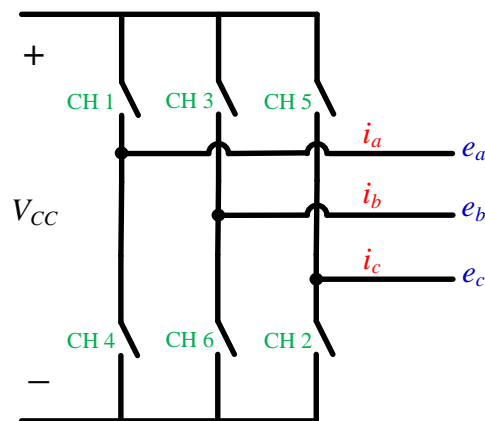 +
CH 1 CH 3 CH 5
i_a
e_a
V_CC
i_b
e_b
i_c
e_c
CH 4 CH 6 CH 2
−